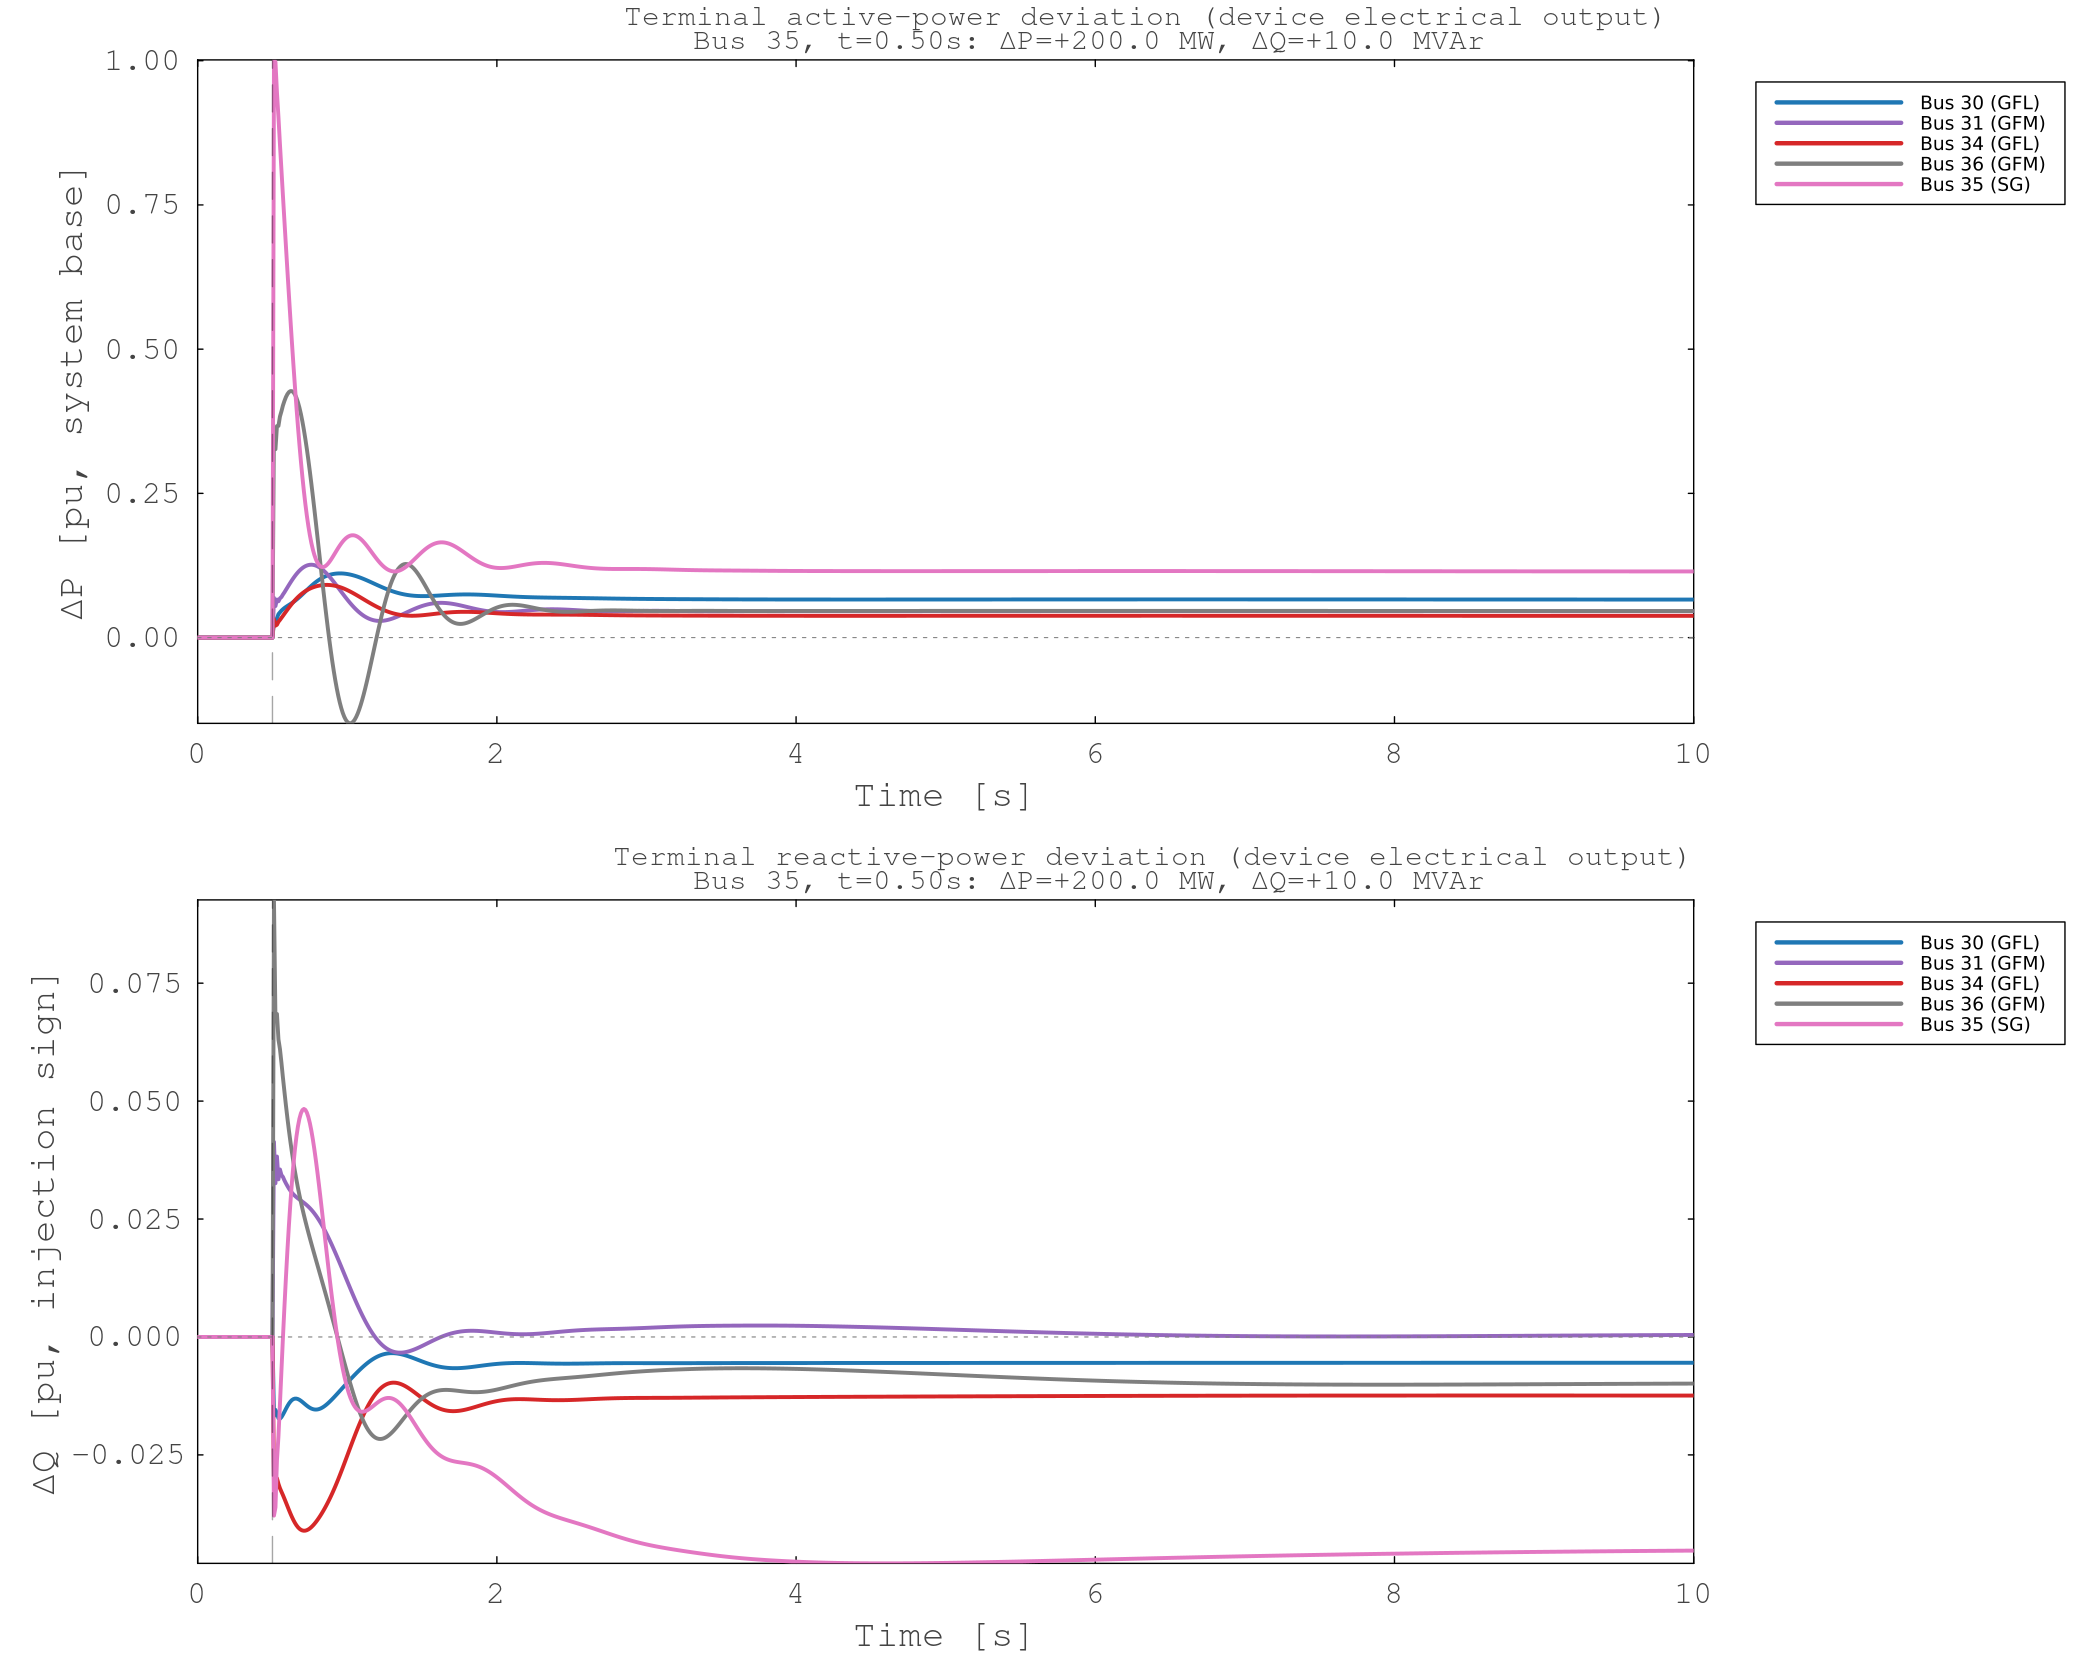 Terminal active-power deviation (device electrical output)
Bus 35, t=0.50s: ΔP=+200.0 MW, ΔQ=+10.0 MVAr
ΔP [pu, system base]
1.00
0.75
0.50
0.25
0.00
0 2 4 6 8 10
Time [s]
Bus 30 (GFL)
Bus 31 (GFM)
Bus 34 (GFL)
Bus 36 (GFM)
Bus 35 (SG)
Terminal reactive-power deviation (device electrical output)
Bus 35, t=0.50s: ΔP=+200.0 MW, ΔQ=+10.0 MVAr
ΔQ [pu, injection sign]
0.075
0.050
0.025
0.000
-0.025
0 2 4 6 8 10
Time [s]
Bus 30 (GFL)
Bus 31 (GFM)
Bus 34 (GFL)
Bus 36 (GFM)
Bus 35 (SG)